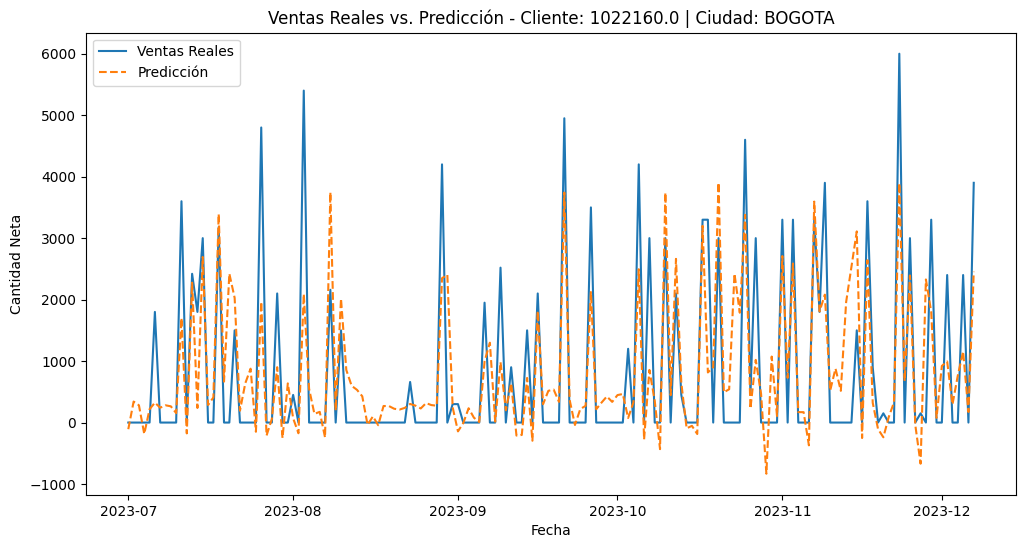 Ventas Reales vs. Predicción - Cliente: 1022160.0 | Ciudad: BOGOTA
Ventas Reales
Predicción
Cantidad Neta
6000
5000
4000
3000
2000
1000
0
−1000
2023-07
2023-08
2023-09
2023-10
2023-11
2023-12
Fecha